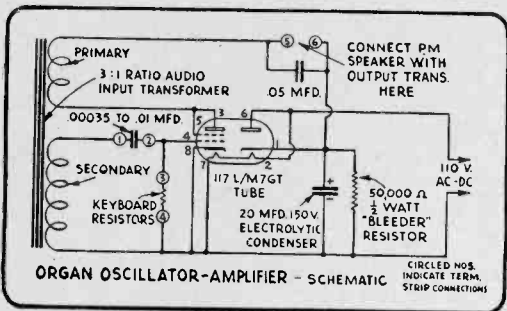 PRIMARY
3:1 RATIO AUDIO
INPUT TRANSFORMER
.00035 TO .01 MFD.
1
2
SECONDARY
3
KEYBOARD
RESISTORS
4
5
6
CONNECT PM
SPEAKER WITH
OUTPUT TRANS.
HERE
.05 MFD.
5
3
6
4
8
1
7
2
117 L/M7GT
TUBE
20 MFD. 150V.
ELECTROLYTIC
CONDENSER
+
−
50,000 Ω
½ WATT
"BLEEDER"
RESISTOR
110 V.
AC-DC
ORGAN OSCILLATOR-AMPLIFIER - SCHEMATIC
CIRCLED NOS.
INDICATE TERM.
STRIP CONNECTIONS